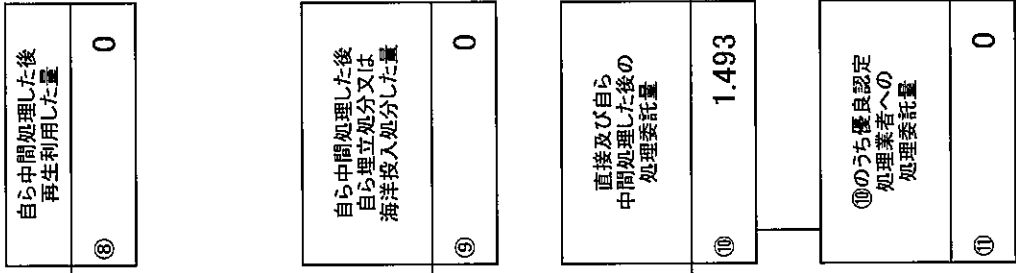 自ら中間処理した後
再生利用した量
⑧ 0
自ら中間処理した後
自ら埋立処分又は
海洋投入処分した量
⑨ 0
直接及び自ら
中間処理した後の
処理委託量
⑩ 1.493
⑩のうち優良認定
処理業者への
処理委託量
⑪ 0